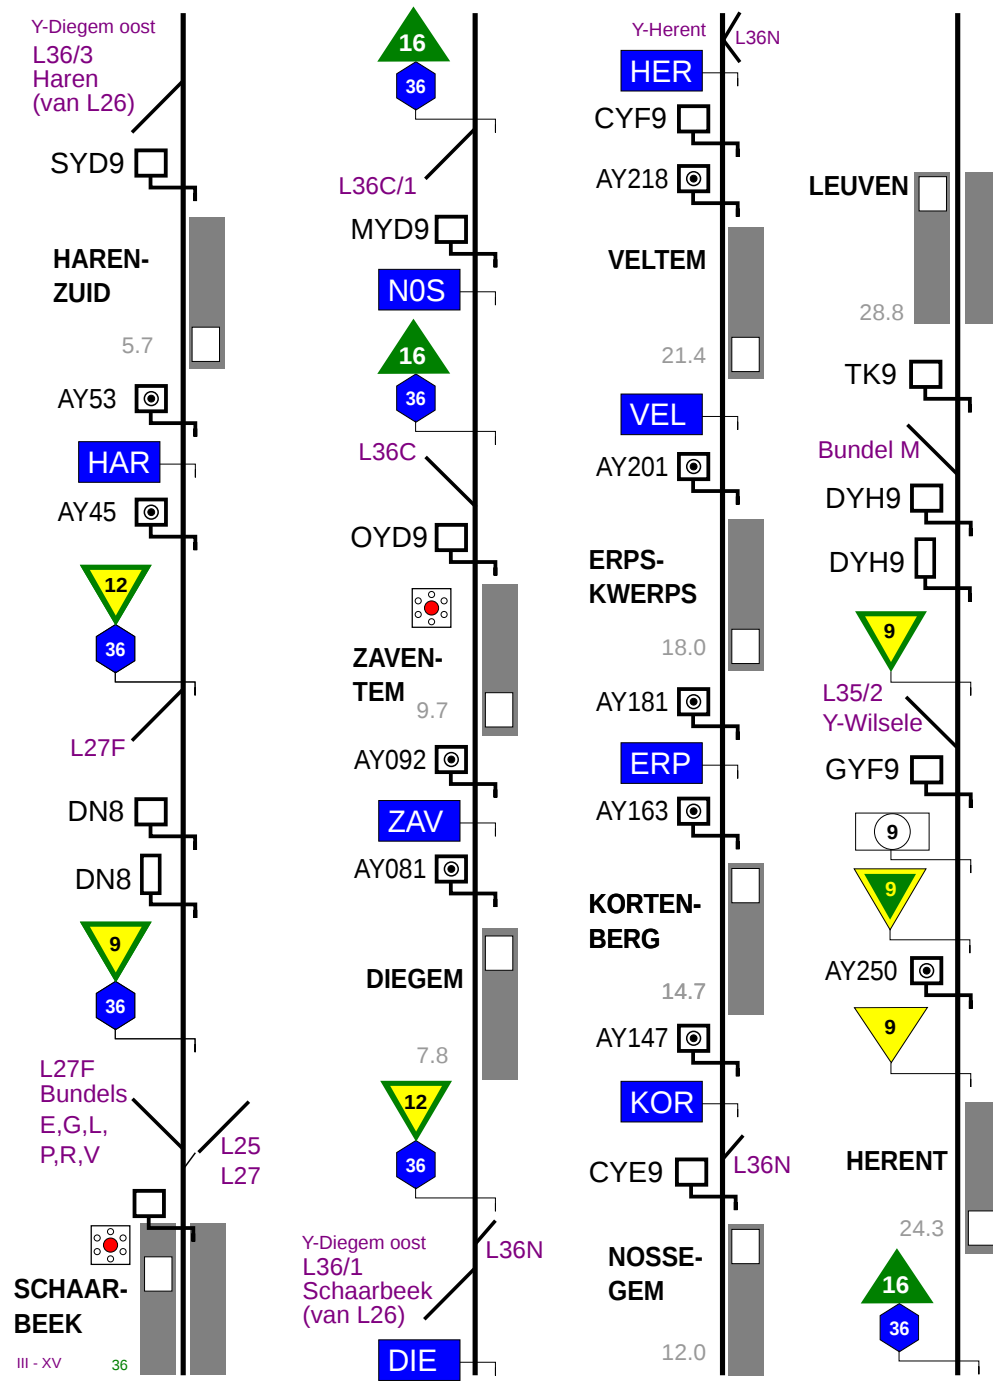 Y-Diegem oost
L36/3
Haren
(van L26)
SYD9
HAREN-
ZUID
5.7
AY53
HAR
AY45
12
36
L27F
DN8
DN8
9
36
L27F
Bundels
E,G,L,
P,R,V
L25
L27
SCHAAR-
BEEK
III - XV
36
16
36
L36C/1
MYD9
N0S
16
36
L36C
OYD9
ZAVEN-
TEM
9.7
AY092
ZAV
AY081
DIEGEM
7.8
12
36
L36N
Y-Diegem oost
L36/1
Schaarbeek
(van L26)
DIE
Y-Herent
L36N
HER
CYF9
AY218
VELTEM
21.4
VEL
AY201
ERPS-
KWERPS
18.0
AY181
ERP
AY163
KORTEN-
BERG
14.7
AY147
KOR
L36N
CYE9
NOSSE-
GEM
12.0
LEUVEN
28.8
TK9
Bundel M
DYH9
DYH9
9
L35/2
Y-Wilsele
GYF9
9
9
AY250
9
HERENT
24.3
16
36